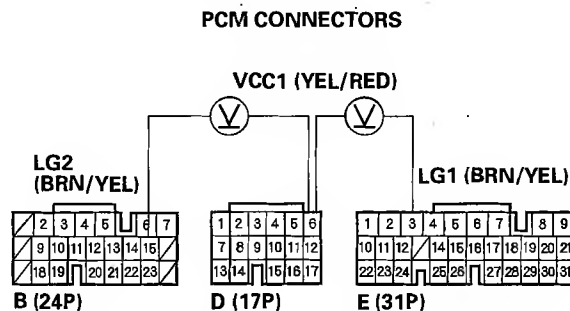 PCM CONNECTORS
VCC1 (YEL/RED)
LG2
(BRN/YEL)
LG1 (BRN/YEL)
2 3 4 5 6 7
9 10 11 12 13 14 15
18 19 20 21 22 23
B (24P)
1 2 3 4 5 6
7 8 9 10 11 12
13 14 15 16 17
D (17P)
1 2 3 4 5 6 7 8 9
10 11 12 14 15 16 17 18 19 20 21
22 23 24 25 26 27 28 29 30 31
E (31P)